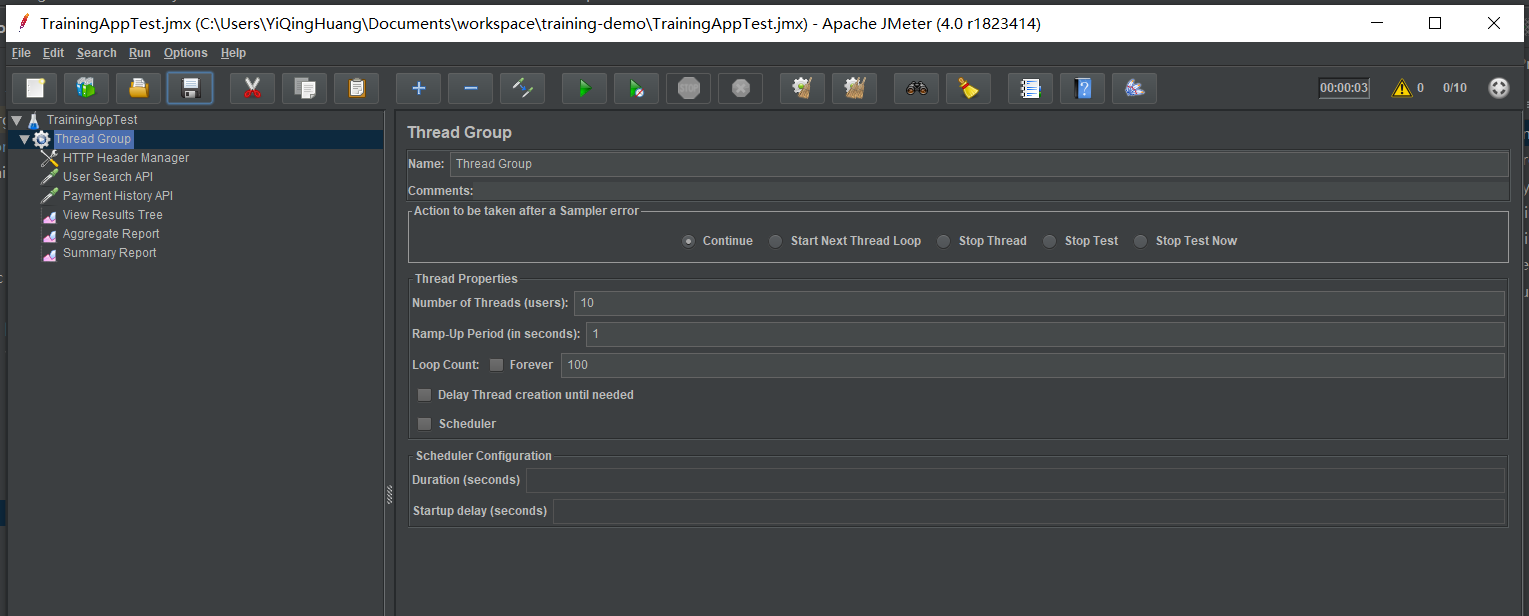 TrainingAppTest.jmx (C:\Users\YiQingHuang\Documents\workspace\training-demo\TrainingAppTest.jmx) - Apache JMeter (4.0 r1823414)
File Edit Search Run Options Help
STOP 00:00:03 0 0/10
TrainingAppTest
Thread Group
HTTP Header Manager
User Search API
Payment History API
View Results Tree
Aggregate Report
Summary Report
Thread Group
Name: Thread Group
Comments:
Action to be taken after a Sampler error
Continue Start Next Thread Loop Stop Thread Stop Test Stop Test Now
Thread Properties
Number of Threads (users): 10
Ramp-Up Period (in seconds): 1
Loop Count: Forever 100
Delay Thread creation until needed
Scheduler
Scheduler Configuration
Duration (seconds)
Startup delay (seconds)